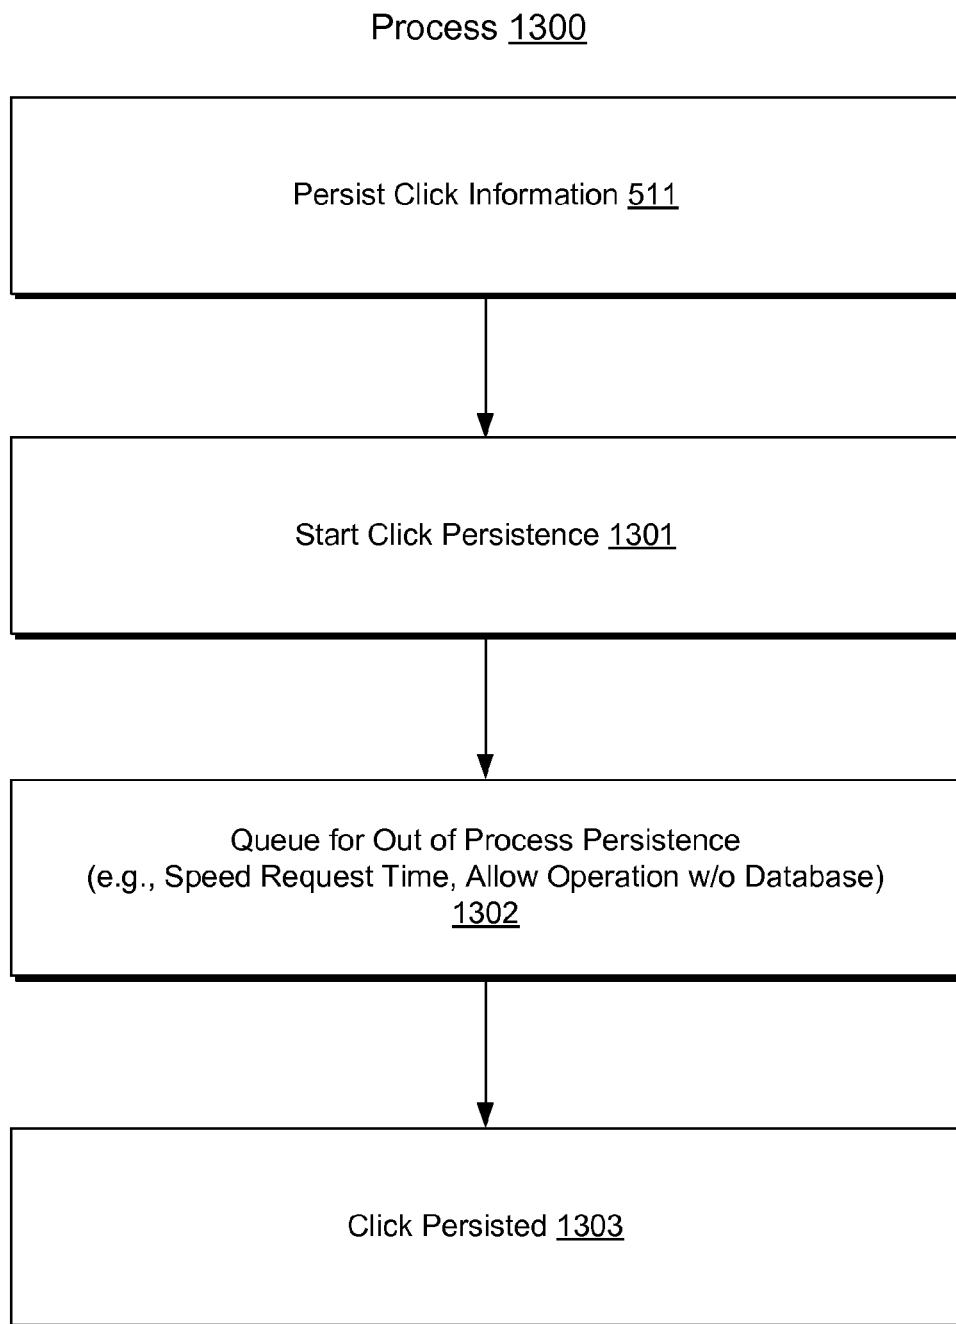 Process 1300
Persist Click Information 511
Start Click Persistence 1301
Queue for Out of Process Persistence
(e.g., Speed Request Time, Allow Operation w/o Database)
1302
Click Persisted 1303